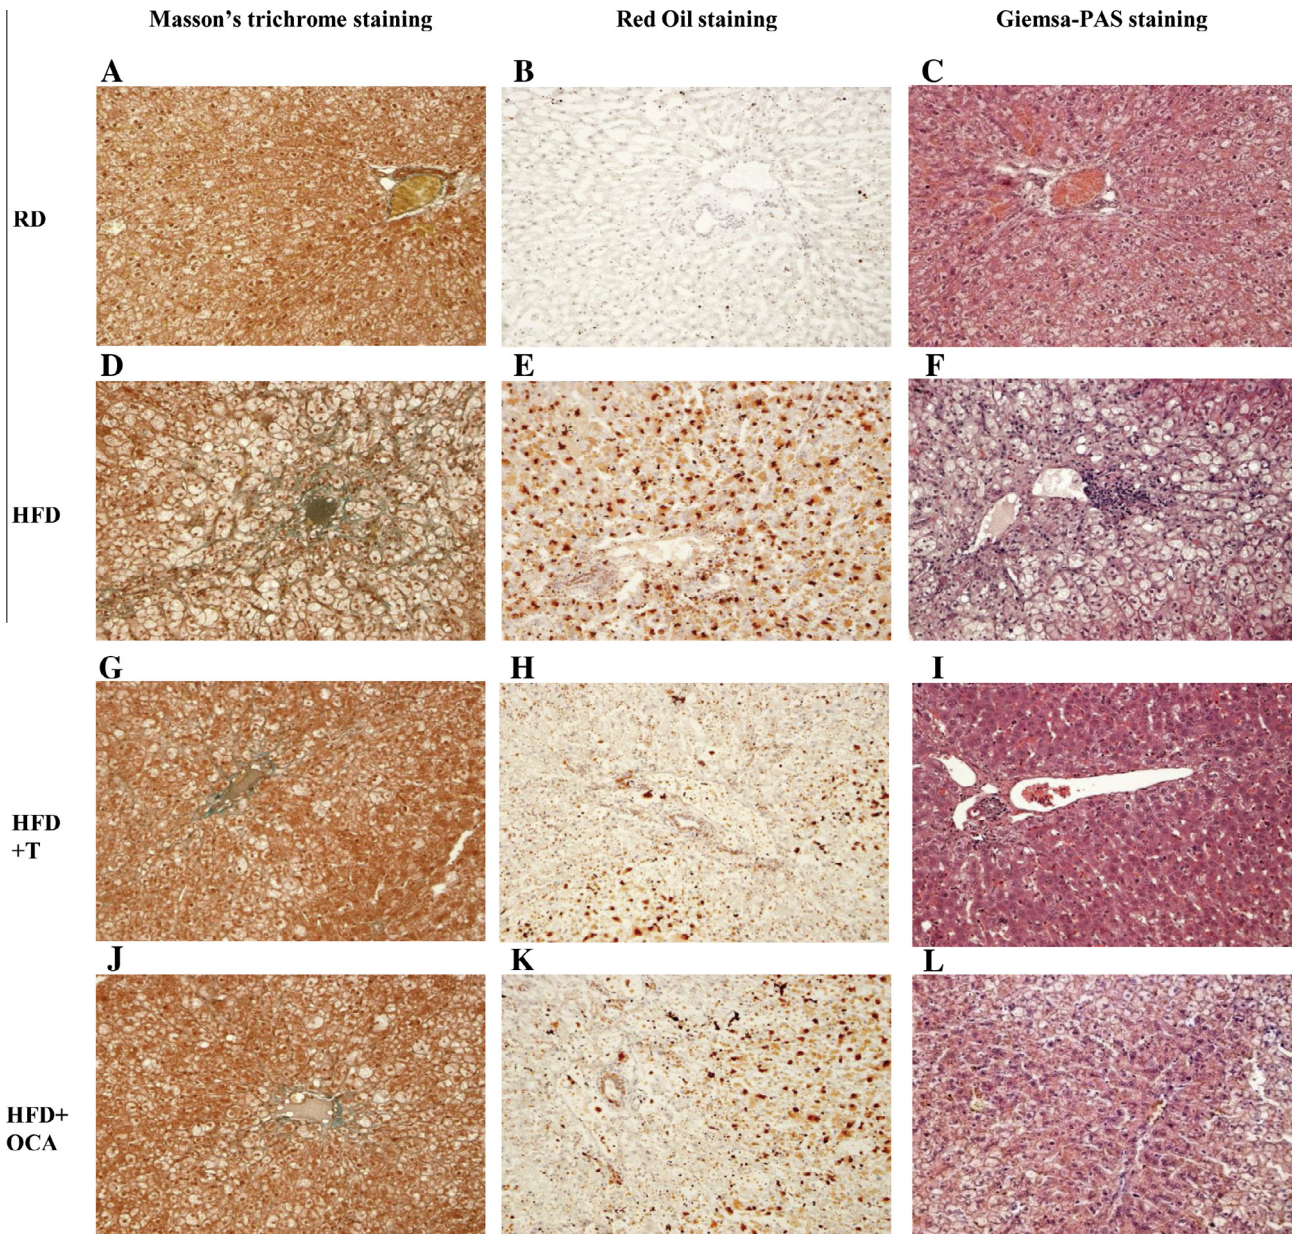 Masson's trichrome staining Red Oil staining Giemsa-PAS staining
A B C
RD
D E F
HFD
G H I
HFD
+T
J K L
HFD+
OCA